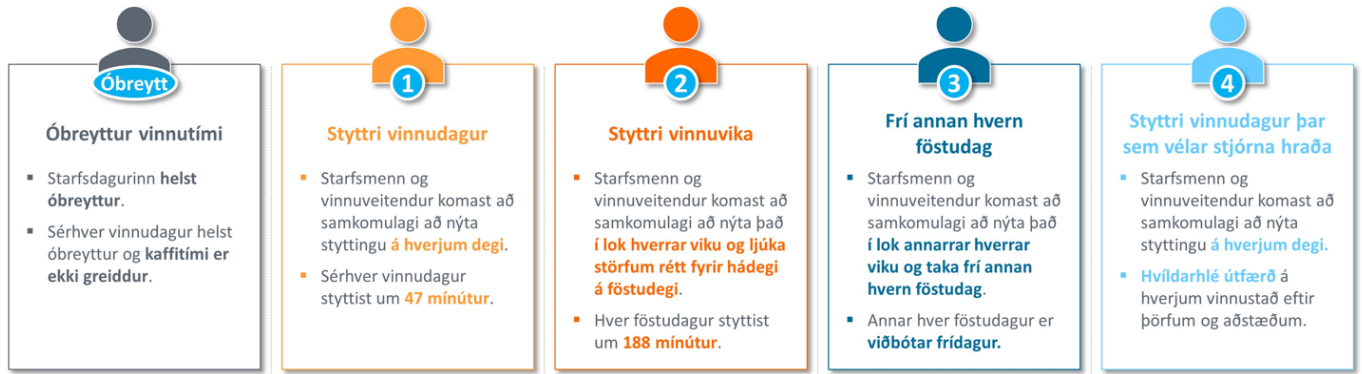 Óbreytt
Óbreyttur vinnutími
▪ Starfsdagurinn helst
óbreyttur.
▪ Sérhver vinnudagur helst
óbreyttur og kaffitími er
ekki greiddur.
1
Styttri vinnudagur
▪ Starfsmenn og
vinnuveitendur komast að
samkomulagi að nýta
styttingu á hverjum degi.
▪ Sérhver vinnudagur
styttist um 47 mínútur.
2
Styttri vinnuvika
▪ Starfsmenn og
vinnuveitendur komast að
samkomulagi að nýta það
í lok hverrar viku og ljúka
störfum rétt fyrir hádegi
á föstudegi.
▪ Hver föstudagur styttist
um 188 mínútur.
3
Frí annan hvern
föstudag
▪ Starfsmenn og
vinnuveitendur komast að
samkomulagi að nýta það
í lok annarrar hverrar
viku og taka frí annan
hvern föstudag.
▪ Annar hver föstudagur er
viðbótar frídagur.
4
Styttri vinnudagur þar
sem vélar stjórna hraða
▪ Starfsmenn og
vinnuveitendur komast að
samkomulagi að nýta
styttingu á hverjum degi.
▪ Hvíldarhlé útfærð á
hverjum vinnustað eftir
þörfum og aðstæðum.